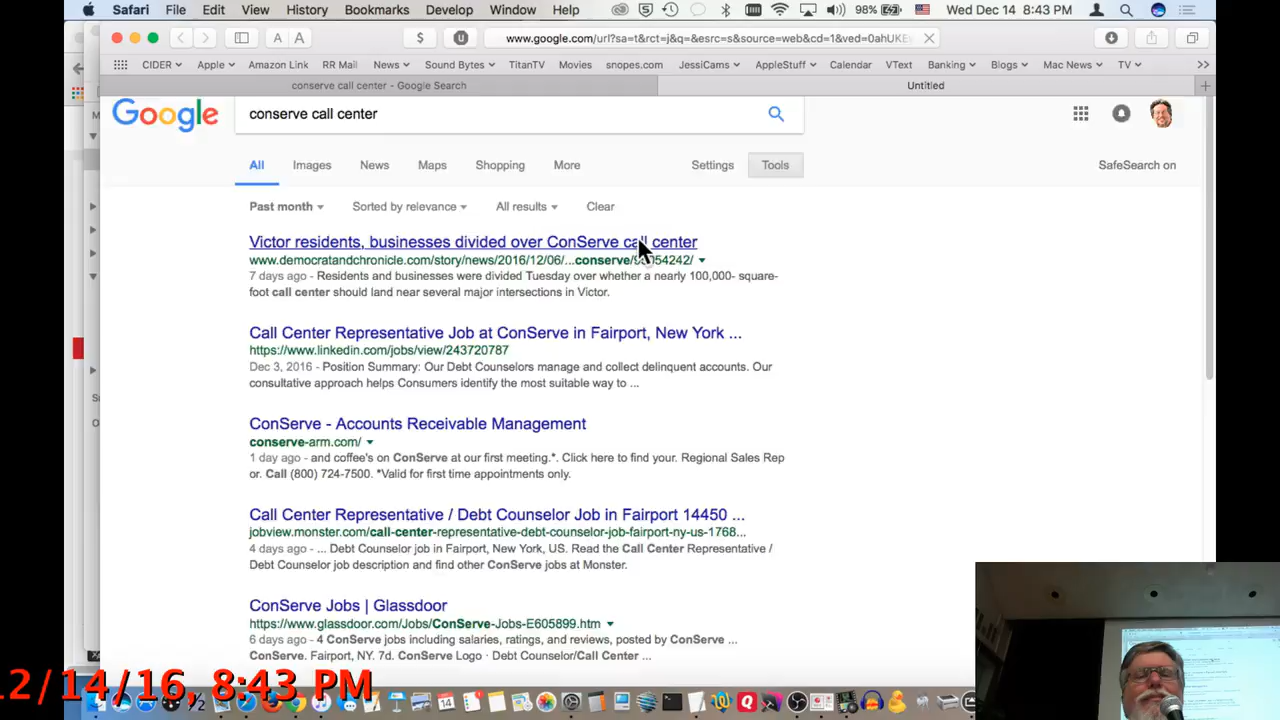 Safari File Edit View History Bookmarks Develop Window Help 98% Wed Dec 14 8:43 PM
A A $ U www.google.com/url?sa=t&rct=j&q=&esrc=s&source=web&cd=1&ved=0ahUKE
CIDER Apple Amazon Link RR Mail News Sound Bytes TitanTV Movies snopes.com JessiCams AppleStuff Calendar VText Banking Blogs Mac News TV
conserve call center - Google Search Untitled
Google conserve call center
All Images News Maps Shopping More Settings Tools SafeSearch on
Past month Sorted by relevance All results Clear
Victor residents, businesses divided over ConServe call center
www.democratandchronicle.com/story/news/2016/12/06/...conserve/
7 days ago - Residents and businesses were divided Tuesday over whether a nearly 100,000- square-
foot call center should land near several major intersections in Victor.
Call Center Representative Job at ConServe in Fairport, New York ...
https://www.linkedin.com/jobs/view/243720787
Dec 3, 2016 - Position Summary: Our Debt Counselors manage and collect delinquent accounts. Our
consultative approach helps Consumers identify the most suitable way to ...
ConServe - Accounts Receivable Management
conserve-arm.com/
1 day ago - and coffee's on ConServe at our first meeting.*. Click here to find your. Regional Sales Rep
or. Call (800) 724-7500. *Valid for first time appointments only.
Call Center Representative / Debt Counselor Job in Fairport 14450 ...
jobview.monster.com/call-center-representative-debt-counselor-job-fairport-ny-us-1768...
4 days ago - ... Debt Counselor job in Fairport, New York, US. Read the Call Center Representative /
Debt Counselor job description and find other ConServe jobs at Monster.
ConServe Jobs | Glassdoor
https://www.glassdoor.com/Jobs/ConServe-Jobs-E605899.htm
6 days ago - 4 ConServe jobs including salaries, ratings, and reviews, posted by ConServe ...
ConServe. Fairport, NY. 7d. ConServe Logo · Debt Counselor/Call Center ...
2/14/16, 8:43 PM